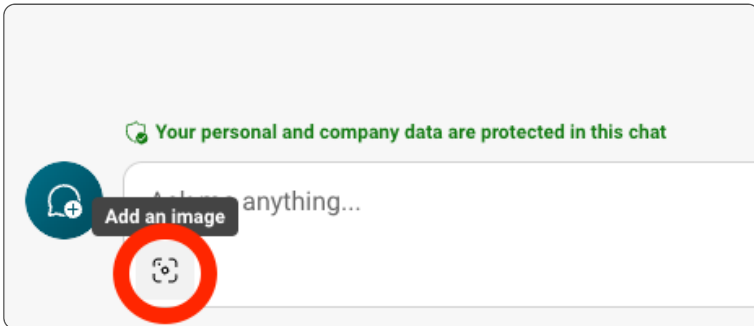 Your personal and company data are protected in this chat
anything...
Add an image